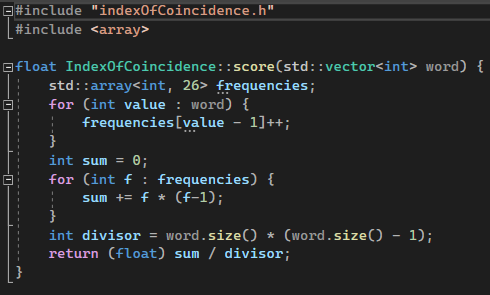 #include "indexOfCoincidence.h"
#include <array>
float IndexOfCoincidence::score(std::vector<int> word) {
    std::array<int, 26> frequencies;
    for (int value : word) {
        frequencies[value - 1]++;
    }
    int sum = 0;
    for (int f : frequencies) {
        sum += f * (f-1);
    }
    int divisor = word.size() * (word.size() - 1);
    return (float) sum / divisor;
}